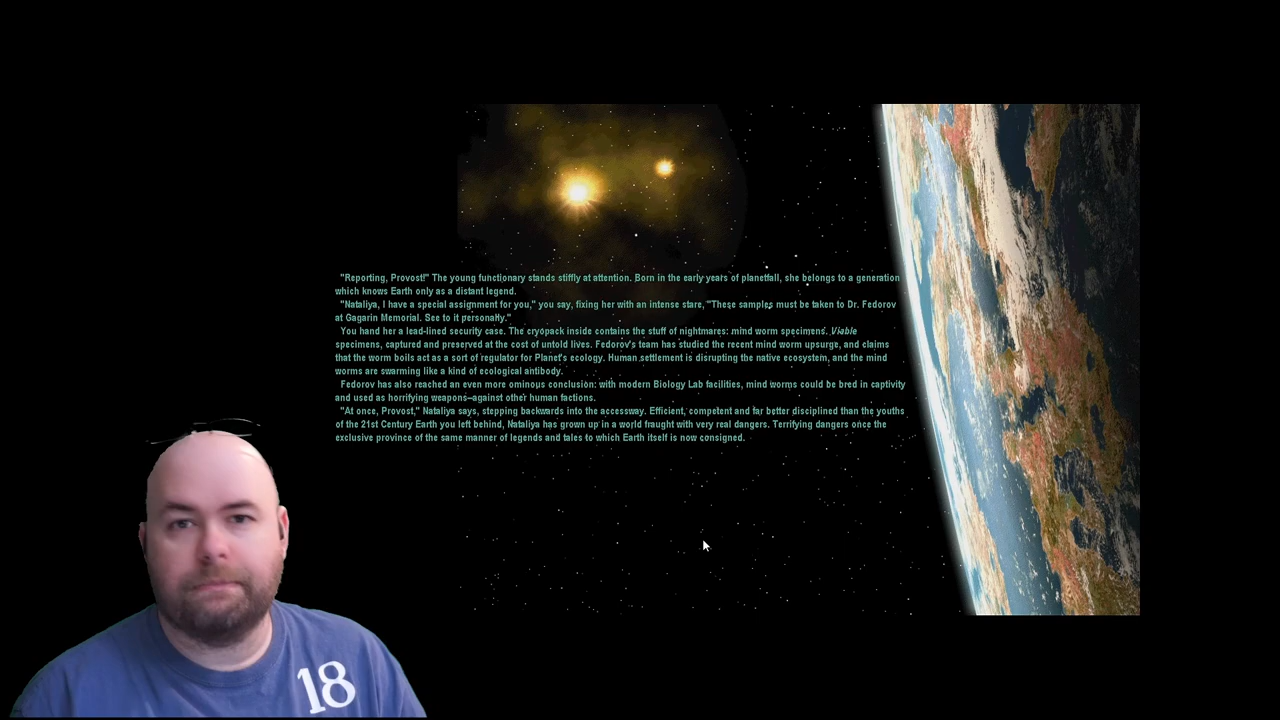 "Reporting, Provost!" The young functionary stands stiffly at attention. Born in the early years of planetfall, she belongs to a generation
which knows Earth only as a distant legend.
"Nataliya, I have a special assignment for you," you say, fixing her with an intense stare, "These samples must be taken to Dr. Fedorov
at Gagarin Memorial. See to it personally."
You hand her a lead-lined security case. The cryopack inside contains the stuff of nightmares: mind worm specimens. Viable
specimens, captured and preserved at the cost of untold lives. Fedorov's team has studied the recent mind worm upsurge, and claims
that the worm boils act as a sort of regulator for Planet's ecology. Human settlement is disrupting the native ecosystem, and the mind
worms are swarming like a kind of ecological antibody.
Fedorov has also reached an even more ominous conclusion: with modern Biology Lab facilities, mind worms could be bred in captivity
and used as horrifying weapons--against other human factions.
"At once, Provost," Nataliya says, stepping backwards into the accessway. Efficient, competent and far better disciplined than the youths
of the 21st Century Earth you left behind, Nataliya has grown up in a world fraught with very real dangers. Terrifying dangers once the
exclusive province of the same manner of legends and tales to which Earth itself is now consigned.
18